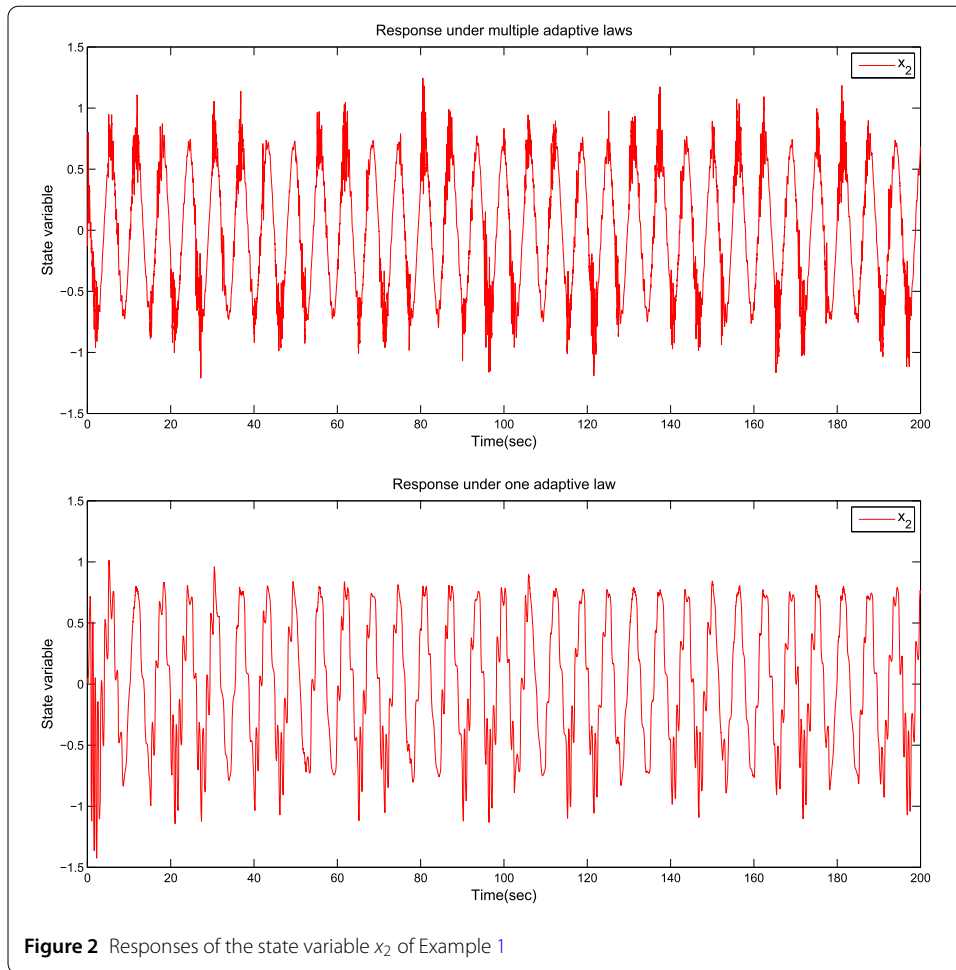 Response under multiple adaptive laws
x2
State variable
1.5
1
0.5
0
−0.5
−1
−1.5
0 20 40 60 80 100 120 140 160 180 200
Time(sec)
Response under one adaptive law
x2
State variable
1.5
1
0.5
0
−0.5
−1
−1.5
0 20 40 60 80 100 120 140 160 180 200
Time(sec)
Figure 2 Responses of the state variable x2 of Example 1